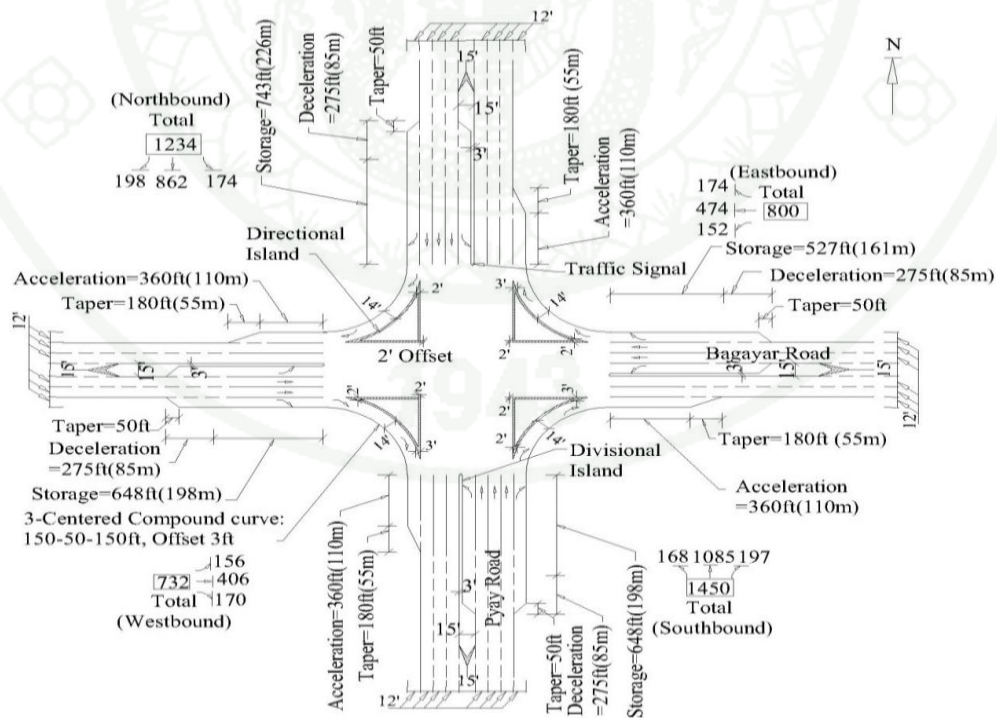 12'
N
15'
Taper=50ft
Deceleration
=275ft(85m)
Storage=743ft(226m)
15'
3'
Taper=180ft (55m)
Acceleration
=360ft(110m)
(Northbound)
Total
1234
198 862 174
(Eastbound)
Total
174
474
800
152
Directional
Island
Traffic Signal
Storage=527ft(161m)
Deceleration=275ft(85m)
Taper=50ft
Acceleration=360ft(110m)
Taper=180ft(55m)
12'
15'
15'
3'
2'
14'
3'
14'
2' Offset
2'
2'
Bagayar Road
3'
15'
15'
12'
2'
2'
14'
3'
2'
3'
2'
14'
Taper=50ft
Deceleration
=275ft(85m)
Storage=648ft(198m)
3-Centered Compound curve:
150-50-150ft, Offset 3ft
Divisional
Island
Taper=180ft (55m)
Acceleration
=360ft(110m)
156
732
406
Total
170
(Westbound)
Acceleration=360ft(110m)
Taper=180ft(55m)
3'
Pyay Road
15'
15'
12'
Taper=50ft
Deceleration
=275ft(85m)
Storage=648ft(198m)
168 1085 197
1450
Total
(Southbound)
1943